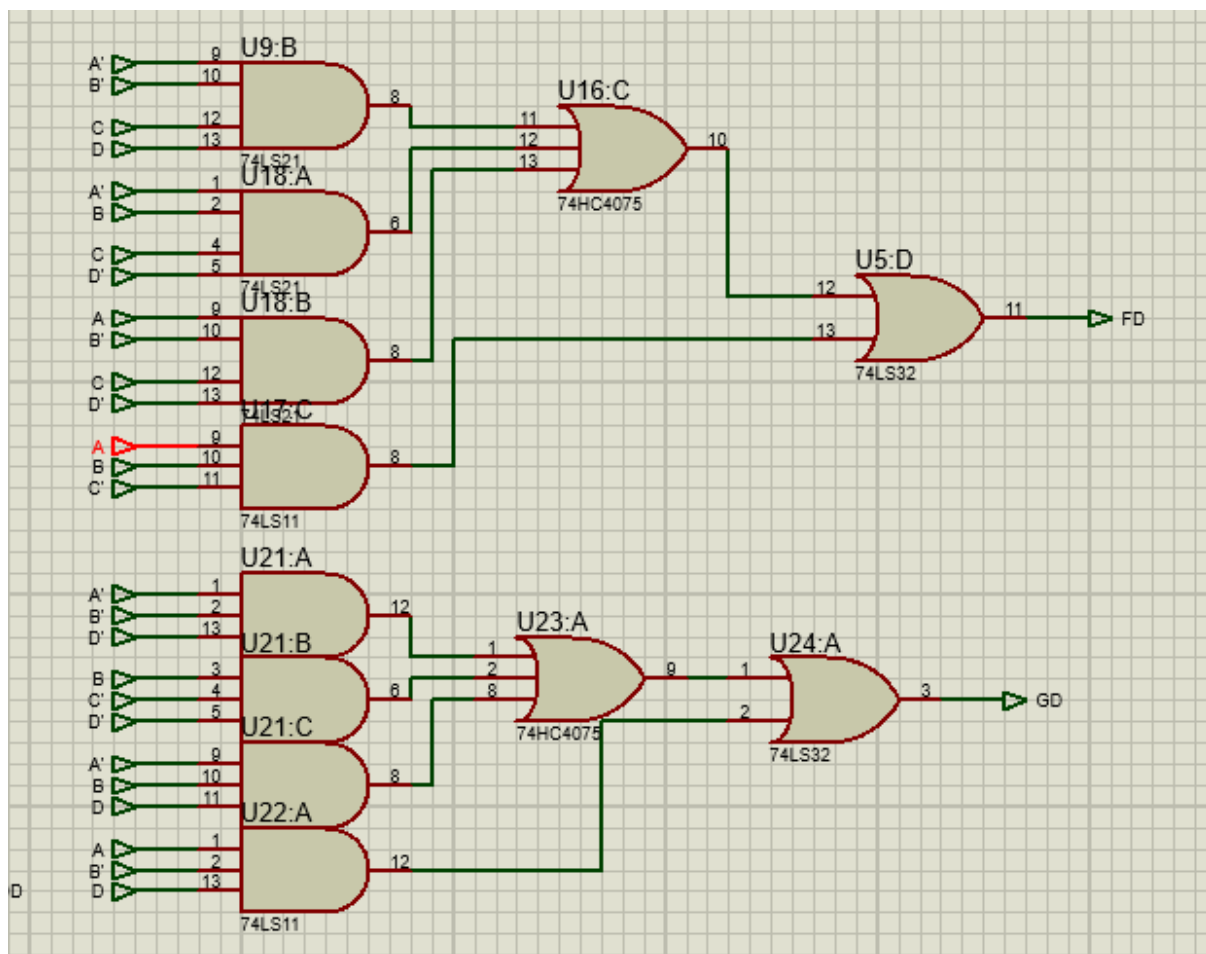 U9:B
A' 9
B' 10
C 12
D 13
8
74LS21
U18:A
A' 1
B 2
C 4
D' 5
6
74LS21
U18:B
A 9
B' 10
C 12
D' 13
8
74LS21
U17:C
A 9
B 10
C' 11
8
74LS11
U16:C
11
12
13
10
74HC4075
U5:D
12
13
11 FD
74LS32
U21:A
A' 1
B' 2
D' 13
12
U21:B
B 3
C' 4
D' 5
6
U21:C
A' 9
B 10
D 11
8
U22:A
A 1
B' 2
D 13
12
74LS11
U23:A
1
2
8
9
74HC4075
U24:A
1
2
3 GD
74LS32